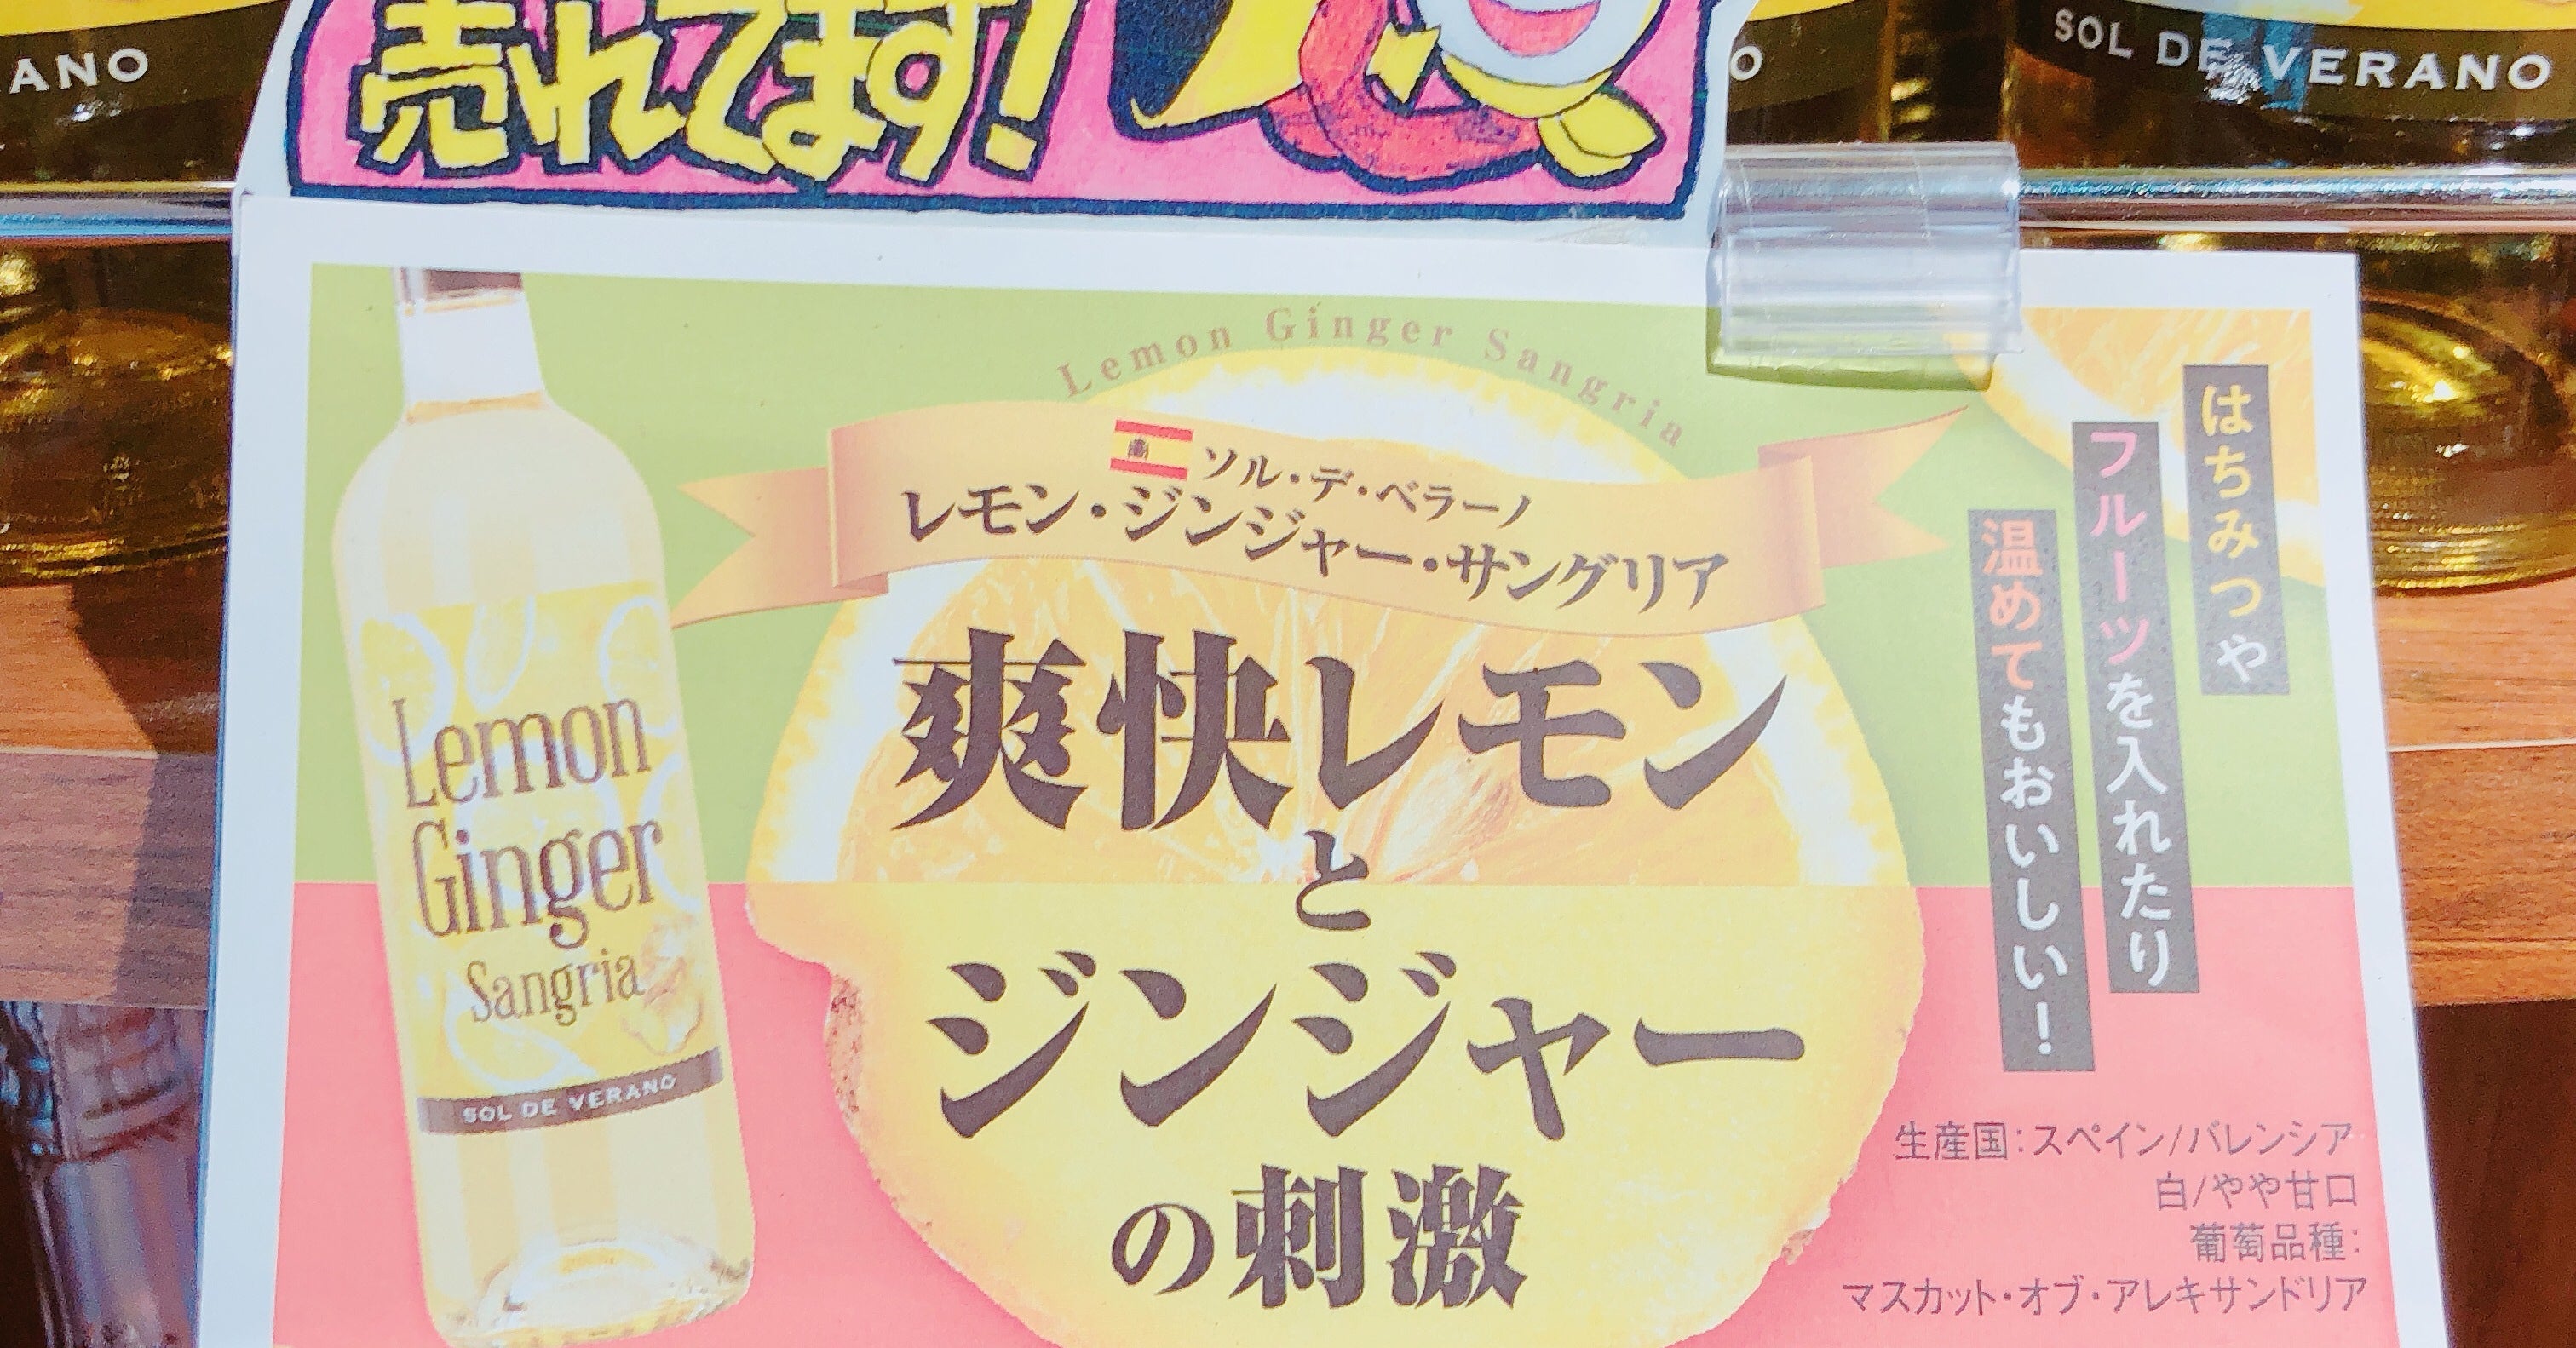 売れてます!
ANO
O
SOL DE VERANO
Lemon Ginger Sangria
ソル・デ・ベラーノ
レモン・ジンジャー・サングリア
爽快レモン
と
ジンジャー
の刺激
はちみつや
フルーツを入れたり
温めてもおいしい!
Lemon
Ginger
Sangria
SOL DE VERANO
生産国:スペイン/バレンシア
白/やや甘口
葡萄品種:
マスカット・オブ・アレキサンドリア